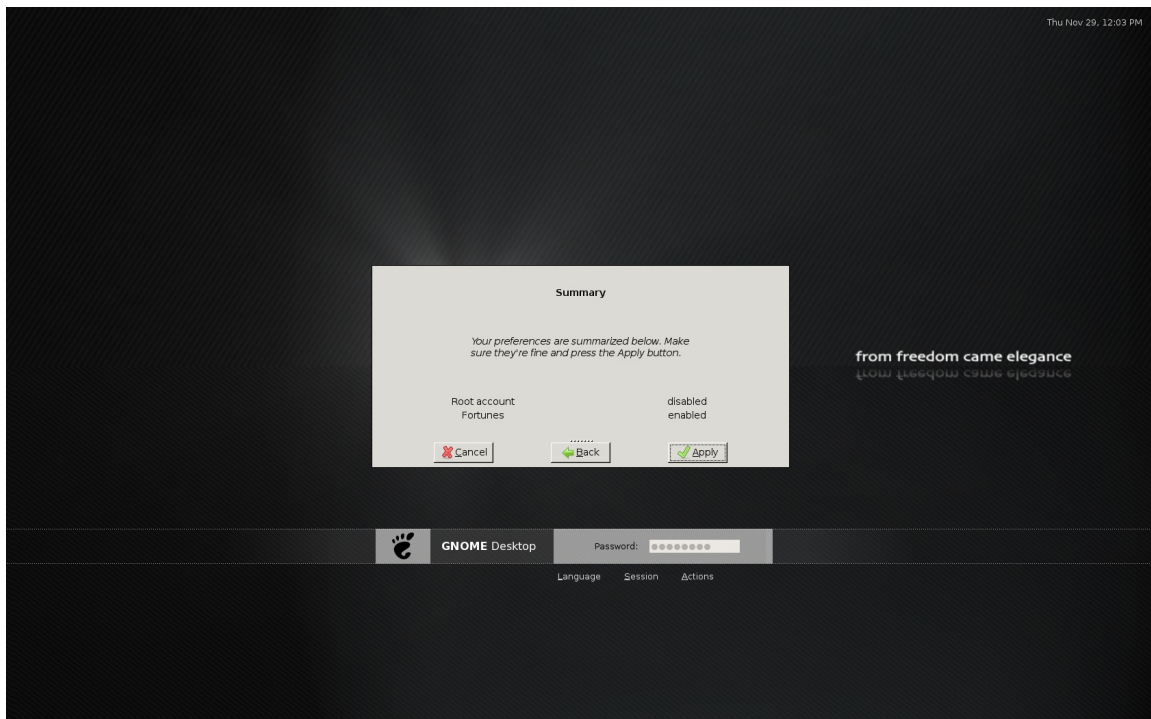 Thu Nov 29, 12:03 PM
Summary
Your preferences are summarized below. Make
sure they're fine and press the Apply button.
from freedom came elegance
Root account disabled
Fortunes enabled
Cancel Back Apply
GNOME Desktop Password:
Language Session Actions